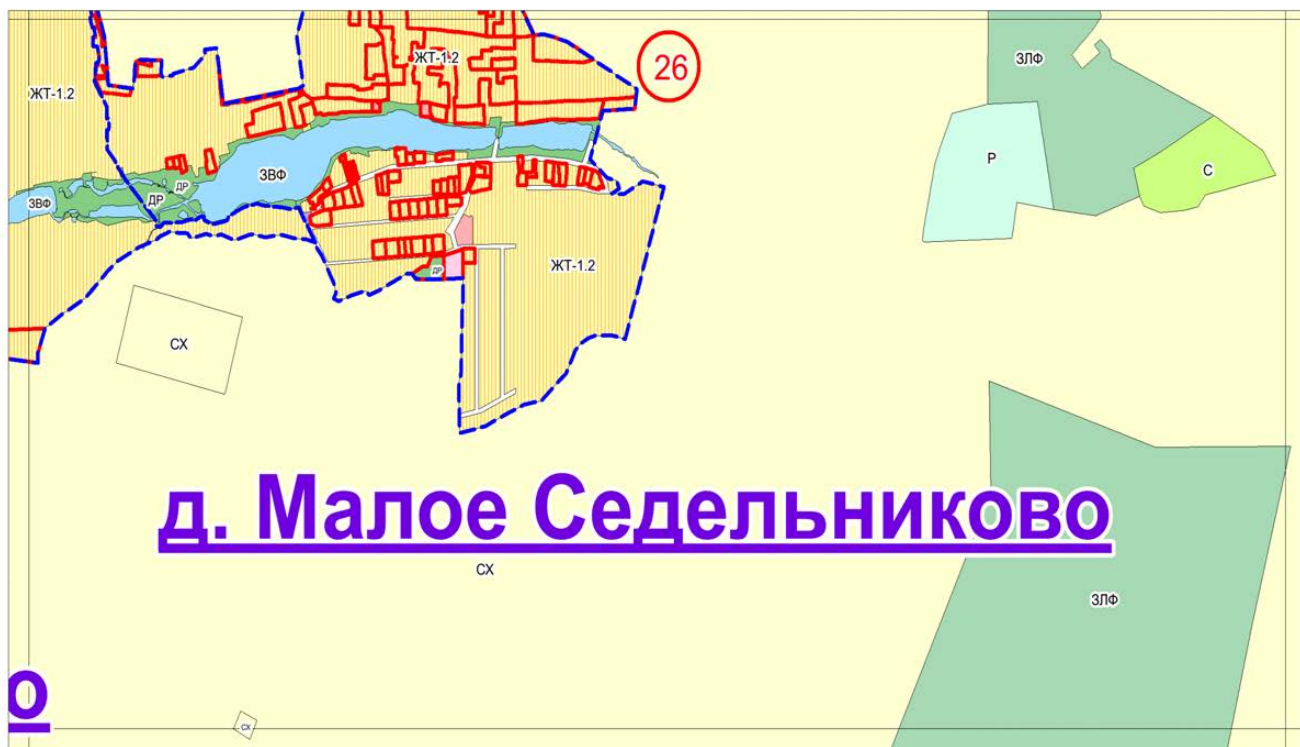 ЖТ-1.2
ЗЛФ
26
ЖТ-1.2
Р
С
ДР
ЗВФ
ДР
ЗВФ
ЖТ-1.2
ДР
СХ
д. Малое Седельниково
СХ
ЗЛФ
о
СХ